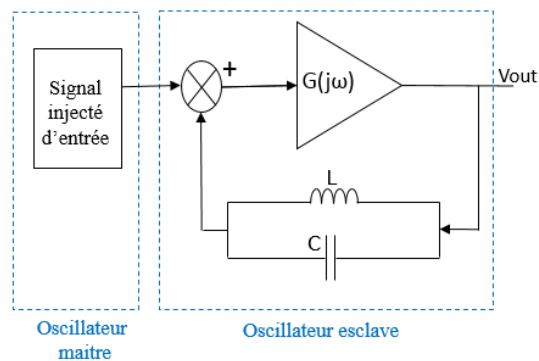 Signal
injecté
d'entrée
+
G(jω)
Vout
L
C
Oscillateur
maitre
Oscillateur esclave